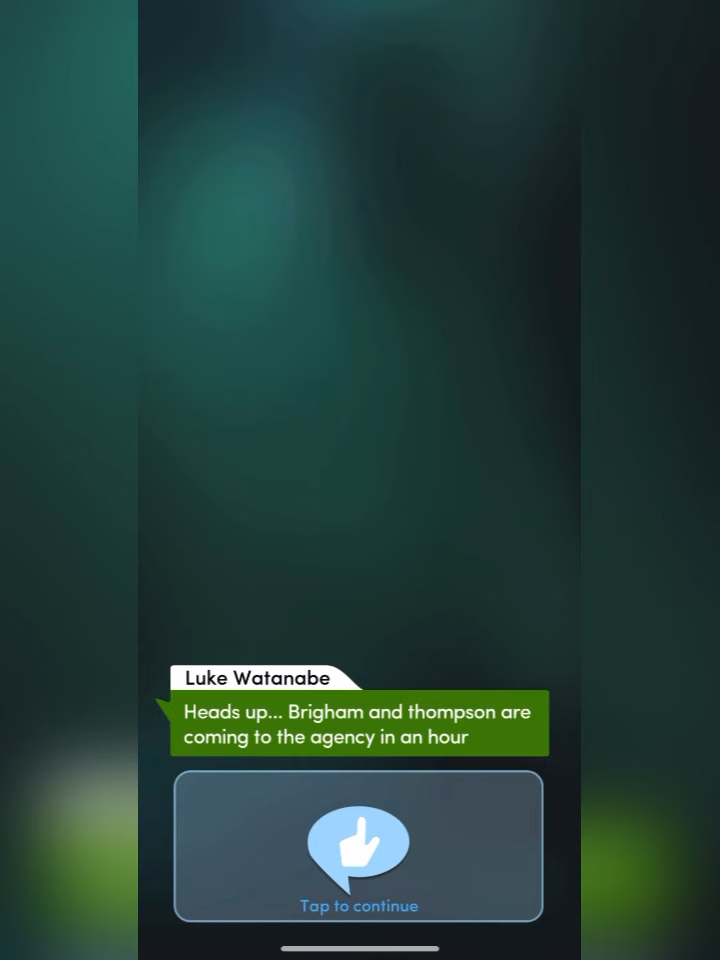 Luke Watanabe
Heads up... Brigham and thompson are
coming to the agency in an hour
Tap to continue